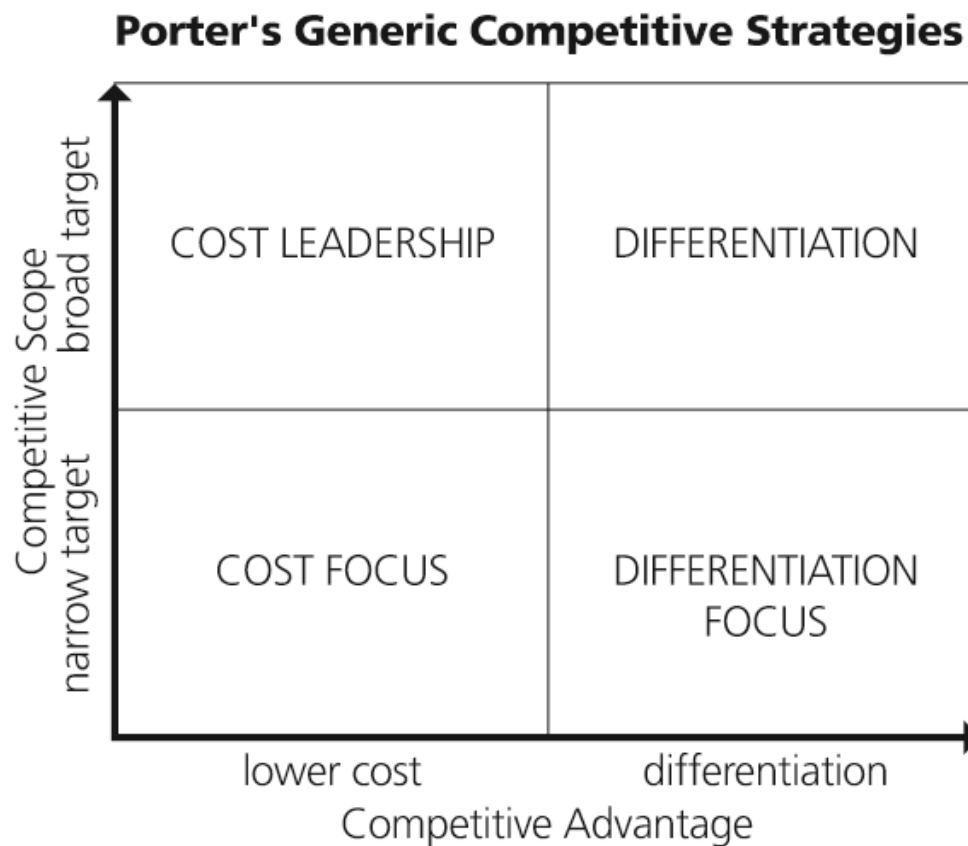 Porter's Generic Competitive Strategies
Competitive Scope
broad target
narrow target
COST LEADERSHIP
DIFFERENTIATION
COST FOCUS
DIFFERENTIATION
FOCUS
lower cost
differentiation
Competitive Advantage